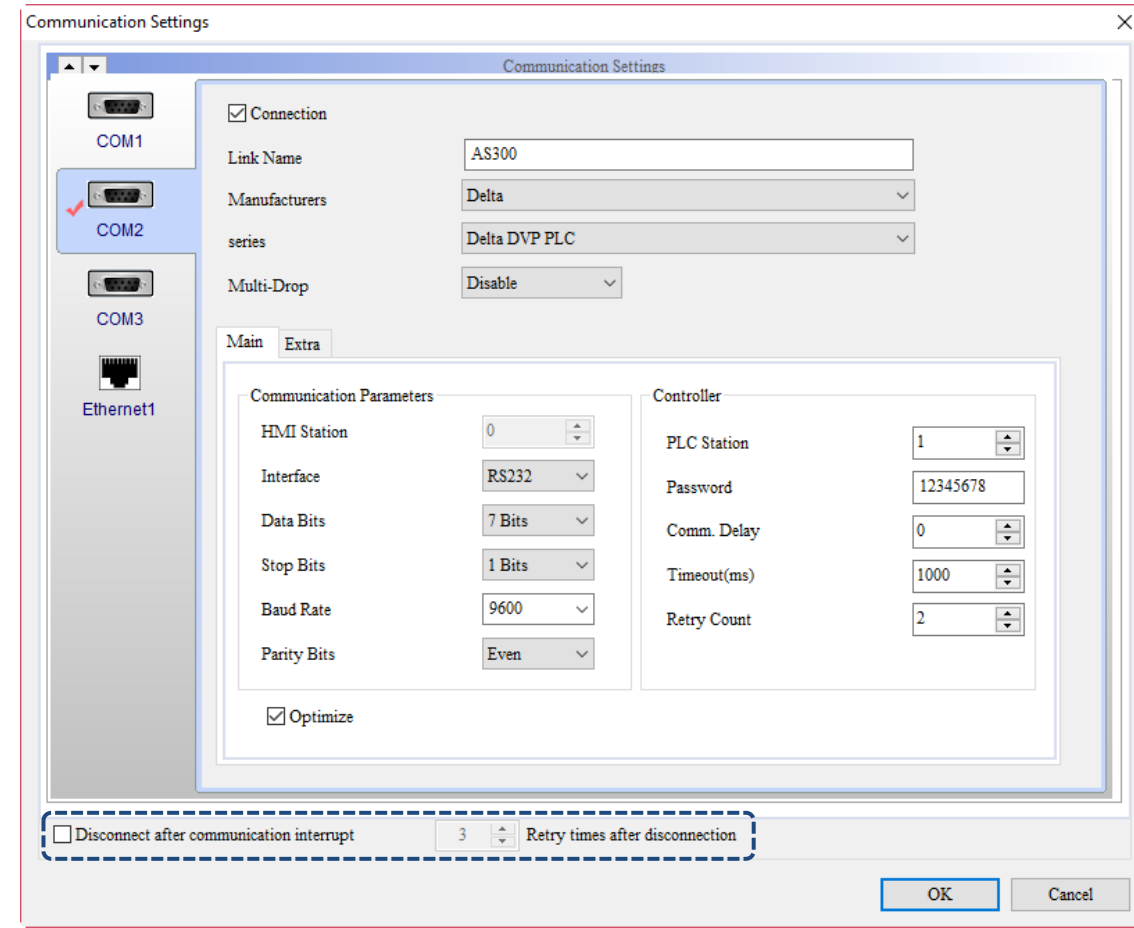 Communication Settings
Communication Settings
COM1
COM2
COM3
Ethernet1
Connection
Link Name AS300
Manufacturers Delta
series Delta DVP PLC
Multi-Drop Disable
Main Extra
Communication Parameters
HMI Station 0
Interface RS232
Data Bits 7 Bits
Stop Bits 1 Bits
Baud Rate 9600
Parity Bits Even
Controller
PLC Station 1
Password 12345678
Comm. Delay 0
Timeout(ms) 1000
Retry Count 2
Optimize
Disconnect after communication interrupt 3 Retry times after disconnection
OK Cancel